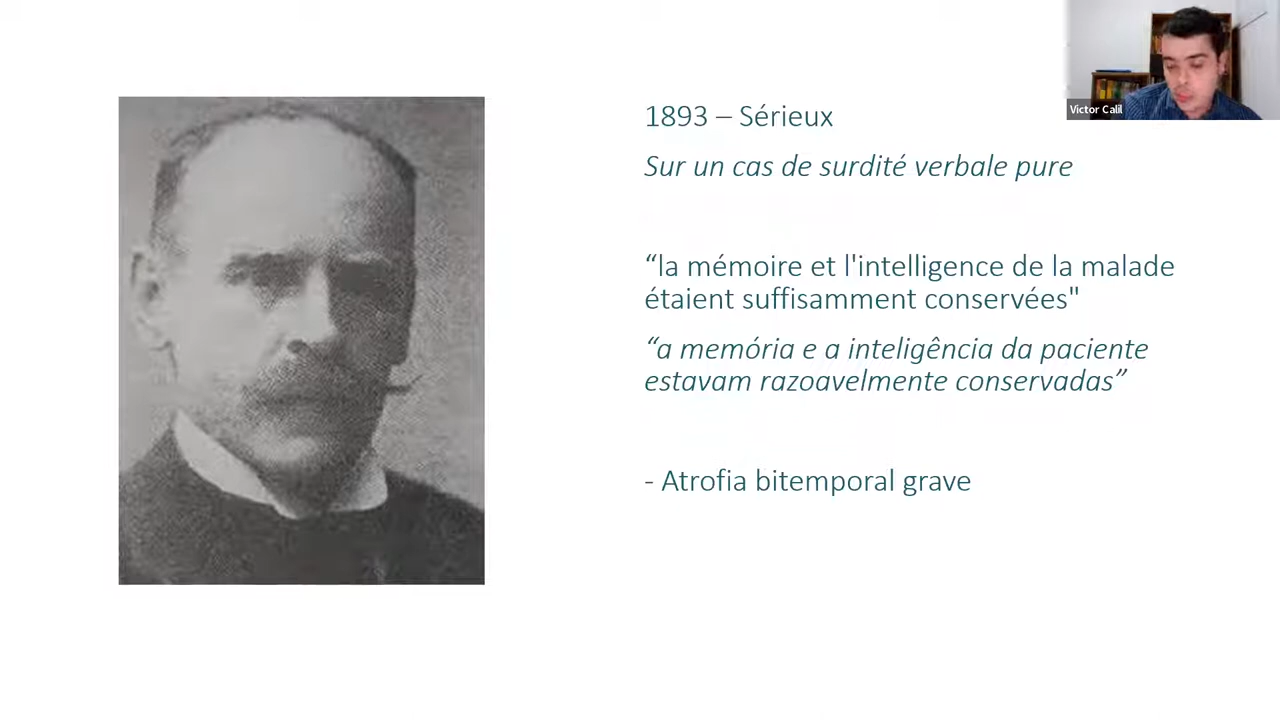 1893 – Sérieux
Sur un cas de surdité verbale pure
“la mémoire et l'intelligence de la malade
étaient suffisamment conservées"
“a memória e a inteligência da paciente
estavam razoavelmente conservadas”
- Atrofia bitemporal grave
Victor Calil